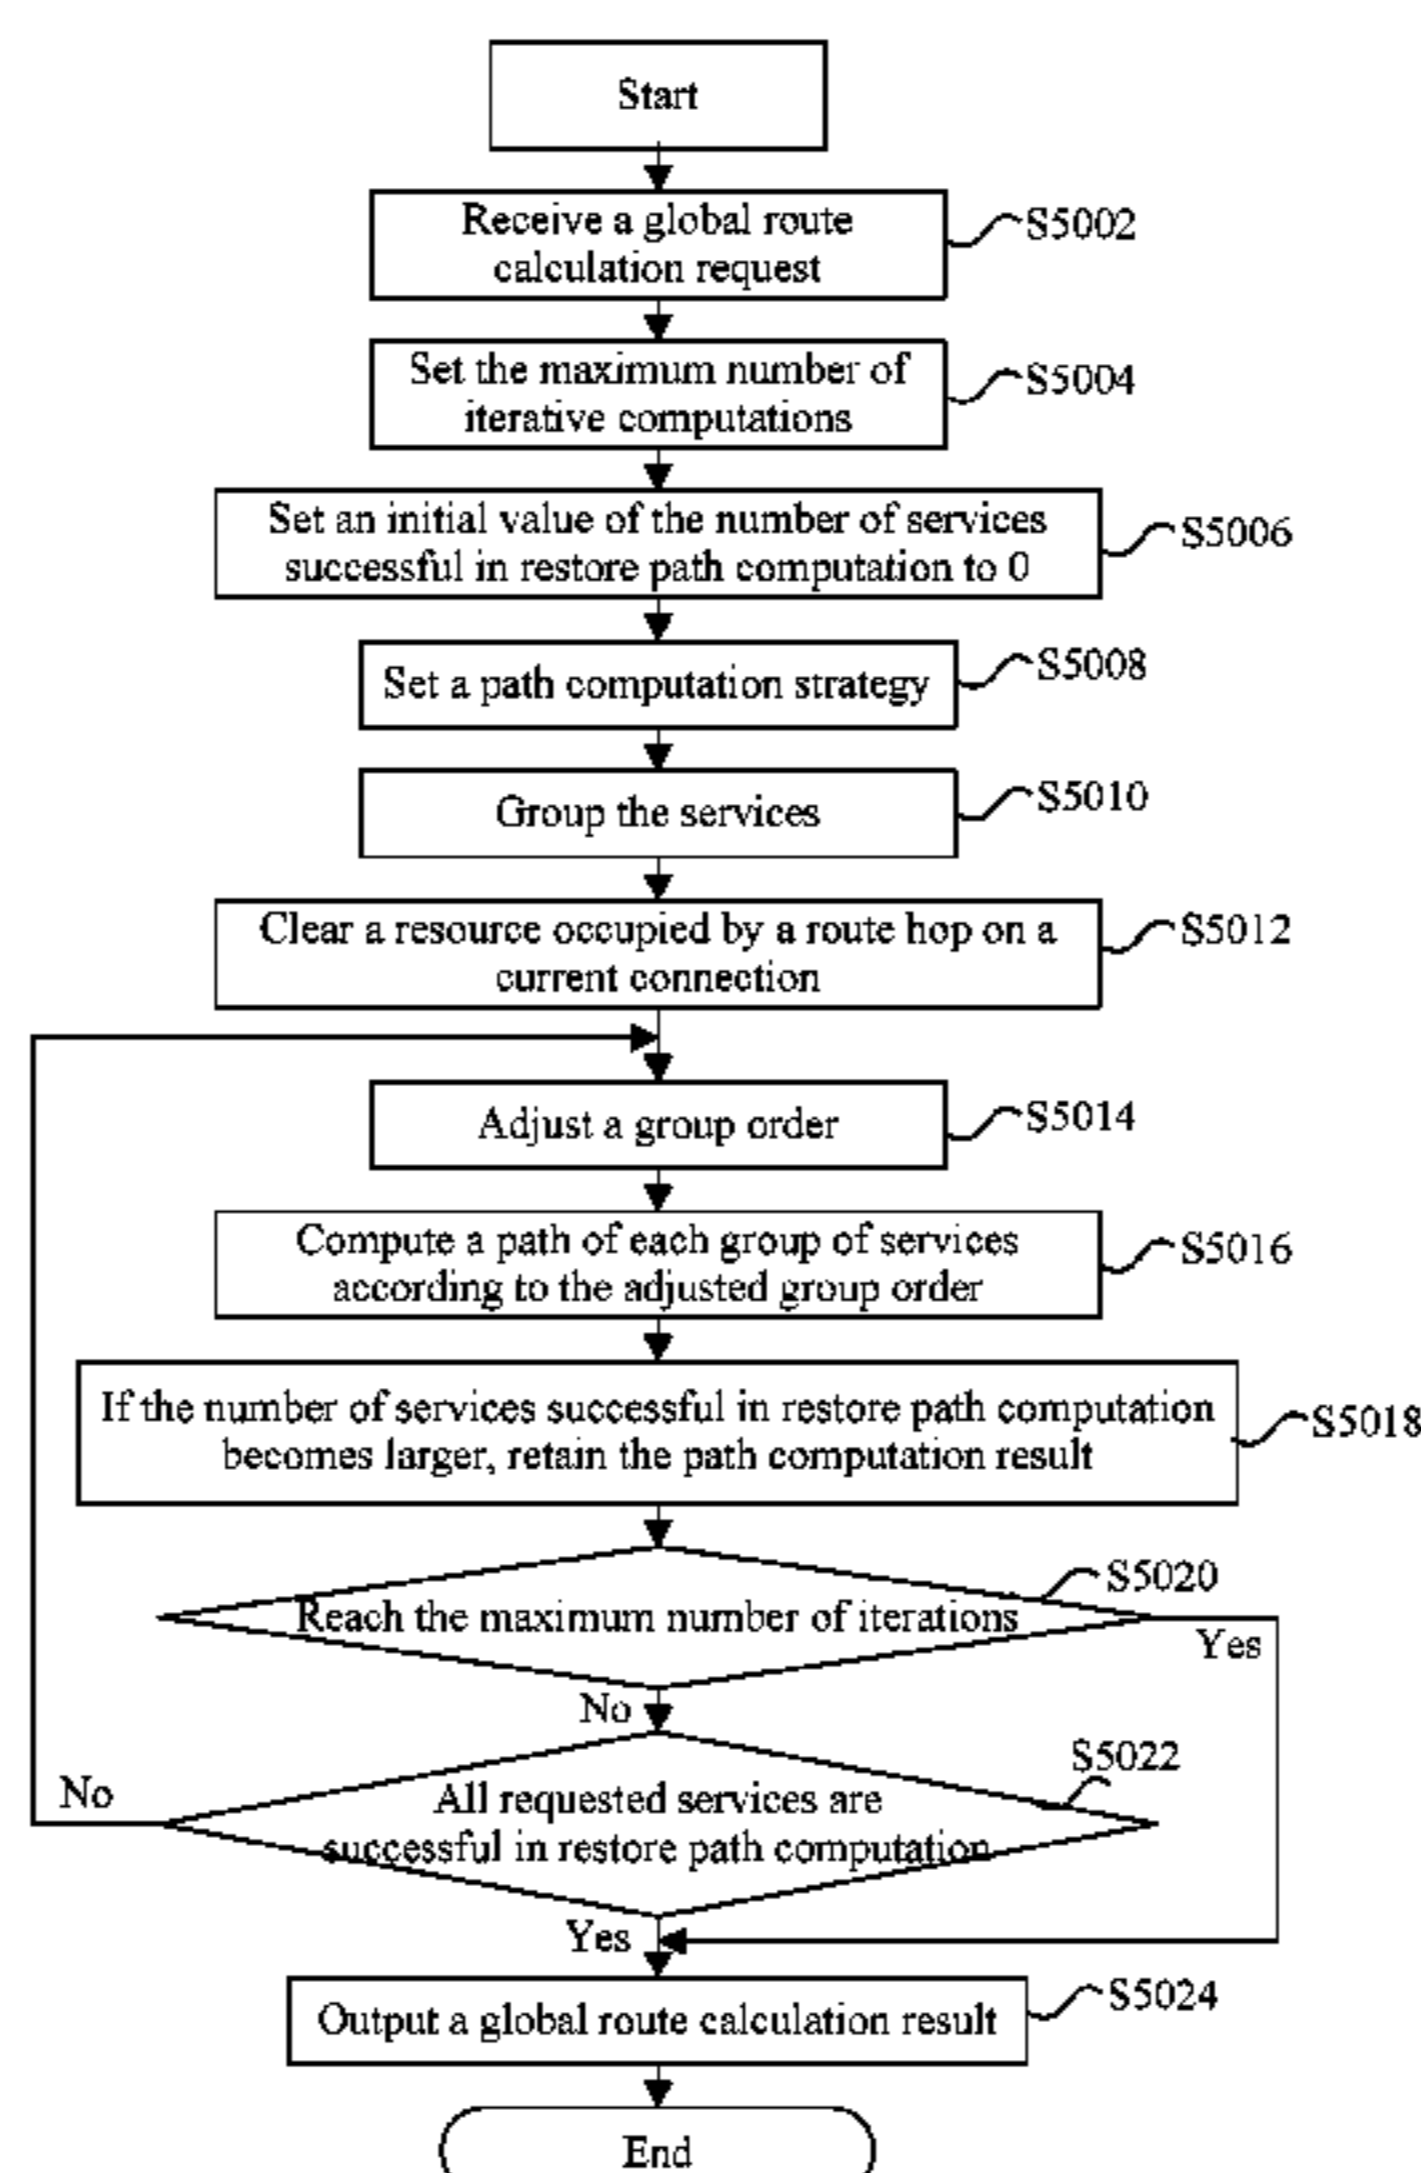 Start
Receive a global route
calculation request
S5002
Set the maximum number of
iterative computations
S5004
Set an initial value of the number of services
successful in restore path computation to 0
S5006
Set a path computation strategy
S5008
Group the services
S5010
Clear a resource occupied by a route hop on a
current connection
S5012
Adjust a group order
S5014
Compute a path of each group of services
according to the adjusted group order
S5016
If the number of services successful in restore path computation
becomes larger, retain the path computation result
S5018
Reach the maximum number of iterations
S5020
Yes
No
All requested services are
successful in restore path computation
S5022
No
Yes
Output a global route calculation result
S5024
End